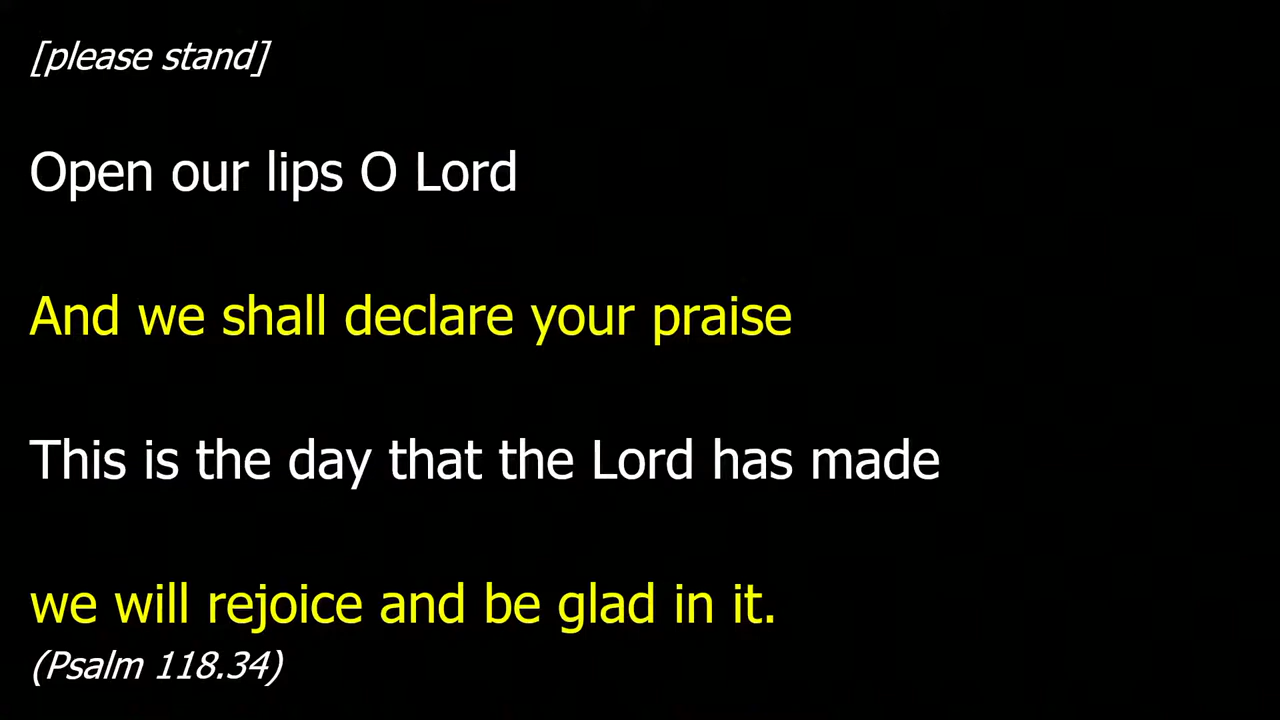 [please stand]
Open our lips O Lord
And we shall declare your praise
This is the day that the Lord has made
we will rejoice and be glad in it.
(Psalm 118.34)